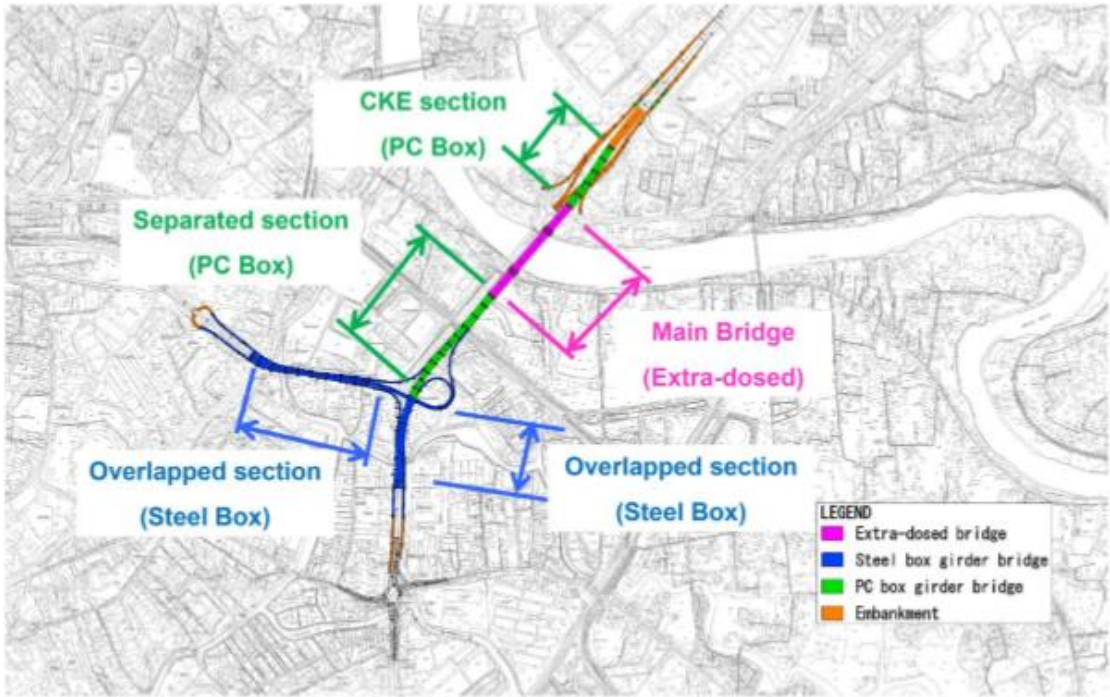 CKE section
(PC Box)
Separated section
(PC Box)
Main Bridge
(Extra-dosed)
Overlapped section
(Steel Box)
Overlapped section
(Steel Box)
LEGEND
Extra-dosed bridge
Steel box girder bridge
PC box girder bridge
Embankment